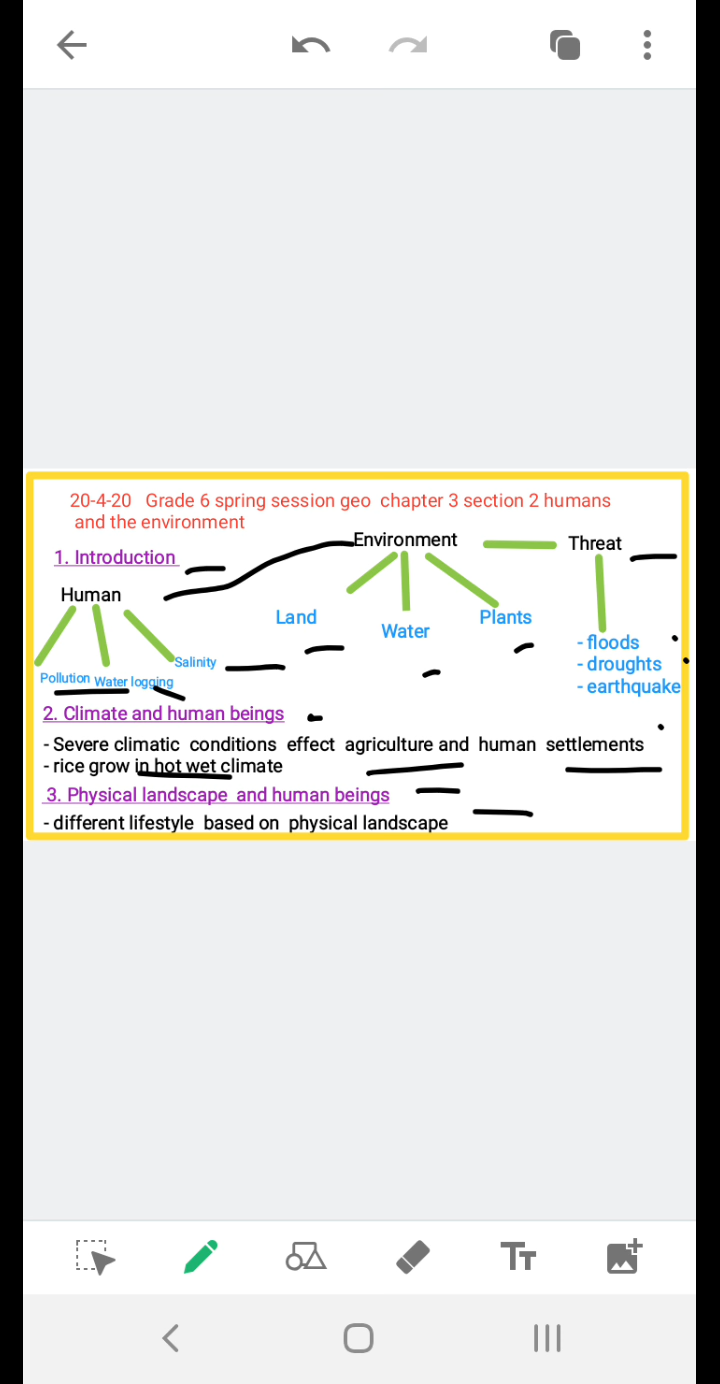 20-4-20 Grade 6 spring session geo chapter 3 section 2 humans
and the environment
1. Introduction
Environment
Threat
Human
Land
Water
Plants
Pollution
Water logging
Salinity
- floods
- droughts
- earthquake
2. Climate and human beings
- Severe climatic conditions effect agriculture and human settlements
- rice grow in hot wet climate
3. Physical landscape and human beings
- different lifestyle based on physical landscape
TT